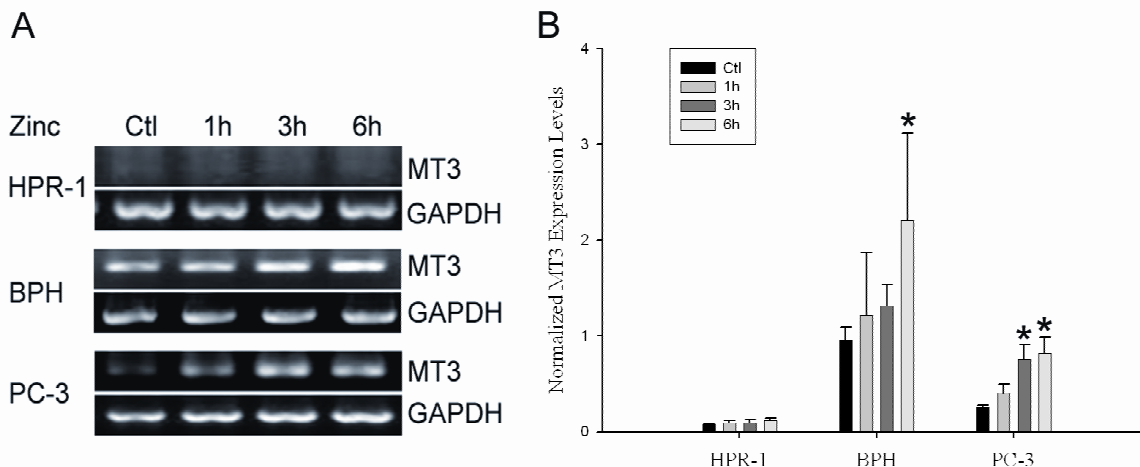 A
Zinc Ctl 1h 3h 6h
HPR-1
MT3
GAPDH
BPH
MT3
GAPDH
PC-3
MT3
GAPDH
B
Normalized MT3 Expression Levels
4
3
2
1
0
Ctl
1h
3h
6h
*
* *
HPR-1 BPH PC-3